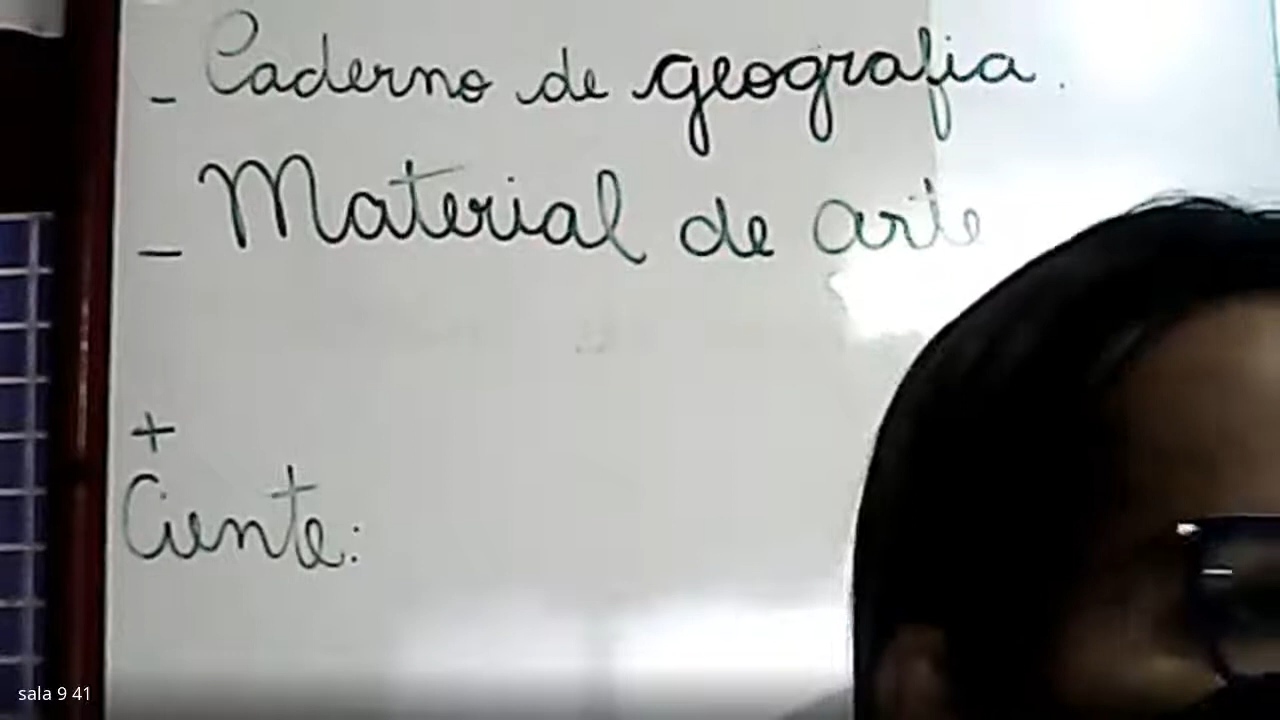 - Caderno de geografia.
- Material de arte
+
Ciente:
sala 9 41